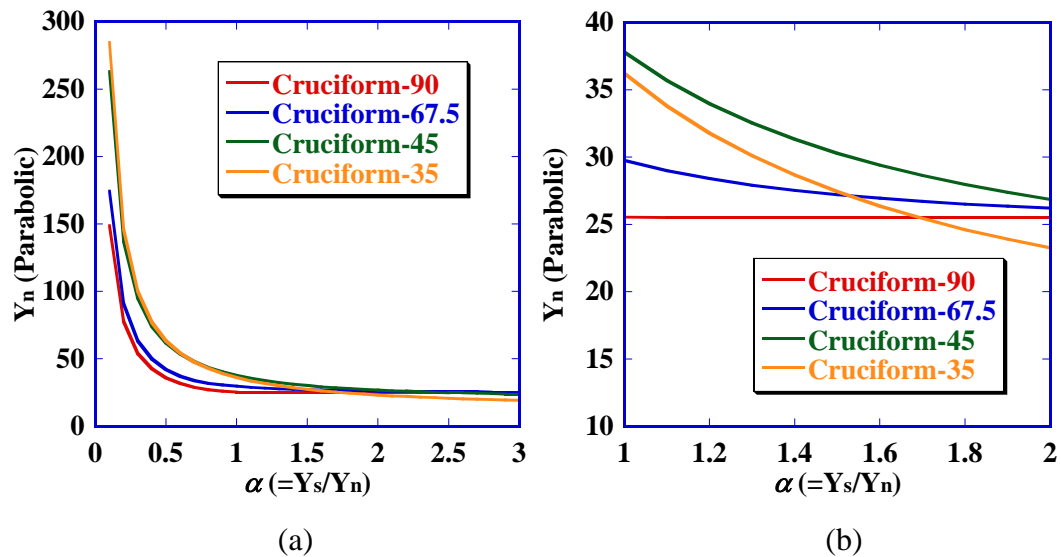 300
250
200
150
100
50
0
Yn (Parabolic)
Cruciform-90
Cruciform-67.5
Cruciform-45
Cruciform-35
0 0.5 1 1.5 2 2.5 3
α (=Ys/Yn)
(a)
40
35
30
25
20
15
10
Yn (Parabolic)
Cruciform-90
Cruciform-67.5
Cruciform-45
Cruciform-35
1 1.2 1.4 1.6 1.8 2
α (=Ys/Yn)
(b)